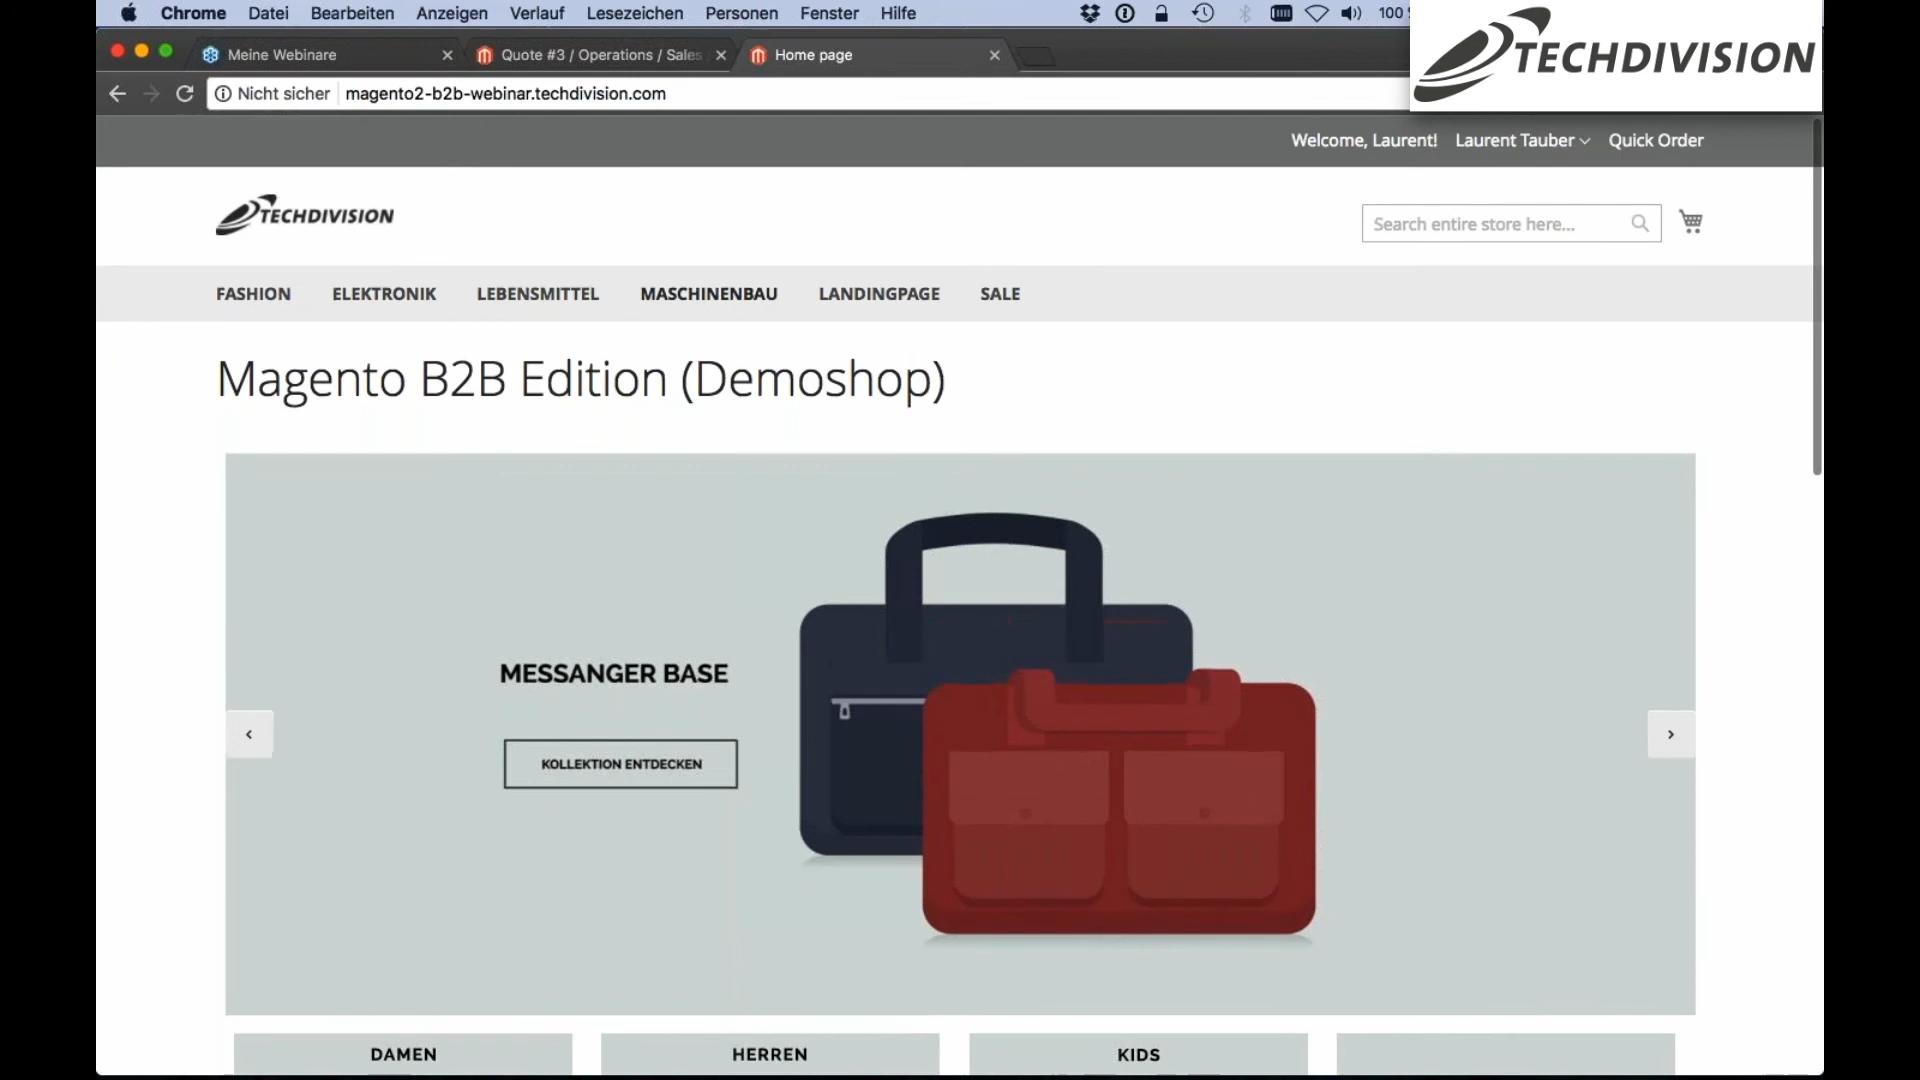 Chrome Datei Bearbeiten Anzeigen Verlauf Lesezeichen Personen Fenster Hilfe 100
TECHDIVISION
Meine Webinare Quote #3 / Operations / Sales Home page
Nicht sicher magento2-b2b-webinar.techdivision.com
Welcome, Laurent! Laurent Tauber Quick Order
TECHDIVISION
Search entire store here...
FASHION ELEKTRONIK LEBENSMITTEL MASCHINENBAU LANDINGPAGE SALE
Magento B2B Edition (Demoshop)
MESSANGER BASE
KOLLEKTION ENTDECKEN
DAMEN HERREN KIDS